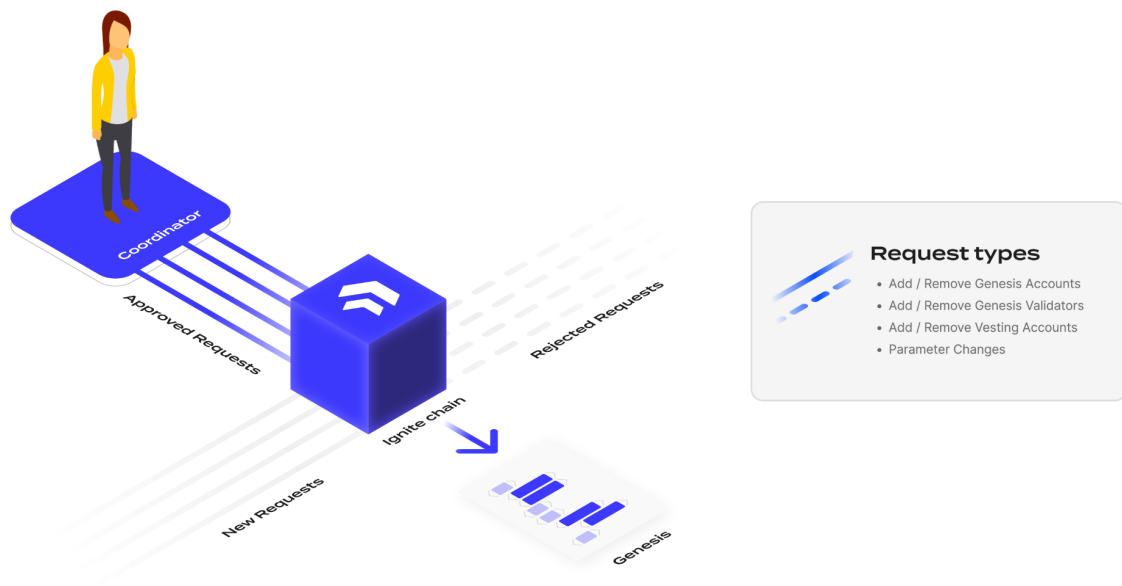 Coordinator
Approved Requests
Rejected Requests
Ignite chain
New Requests
Genesis
Request types
• Add / Remove Genesis Accounts
• Add / Remove Genesis Validators
• Add / Remove Vesting Accounts
• Parameter Changes